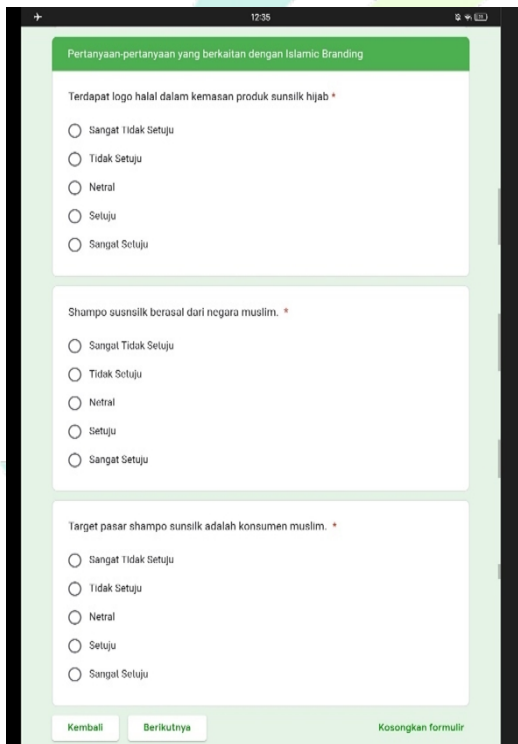 12:35
Pertanyaan-pertanyaan yang berkaitan dengan Islamic Branding
Terdapat logo halal dalam kemasan produk sunsilk hijab *
Sangat Tidak Setuju
Tidak Setuju
Netral
Setuju
Sangat Setuju
Shampo susnsilk berasal dari negara muslim. *
Sangat Tidak Setuju
Tidak Setuju
Netral
Setuju
Sangat Setuju
Target pasar shampo sunsilk adalah konsumen muslim. *
Sangat Tidak Setuju
Tidak Setuju
Netral
Setuju
Sangat Setuju
Kembali Berikutnya Kosongkan formulir